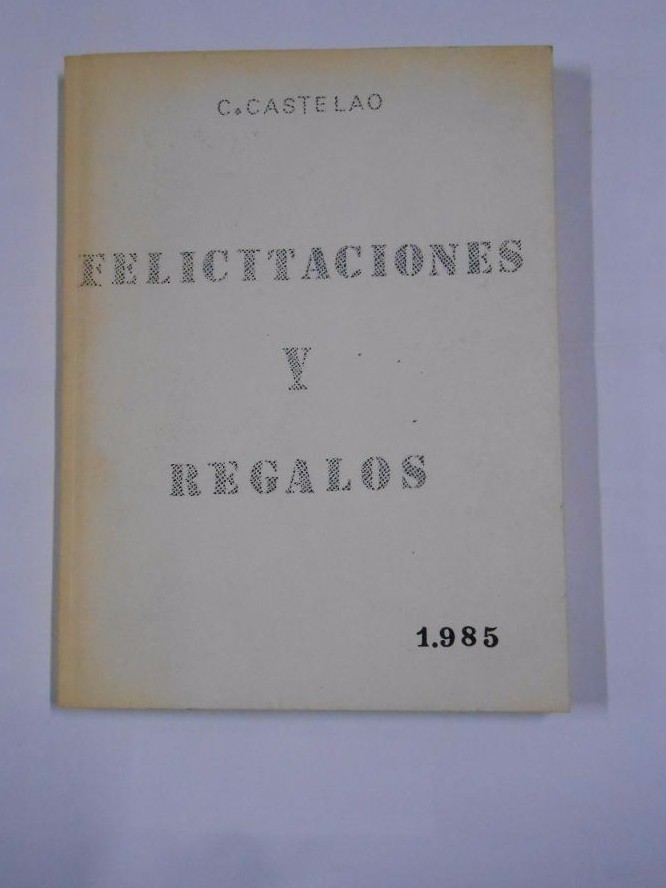 C.CASTELAO
FELICITACIONES
Y
REGALOS
1.985